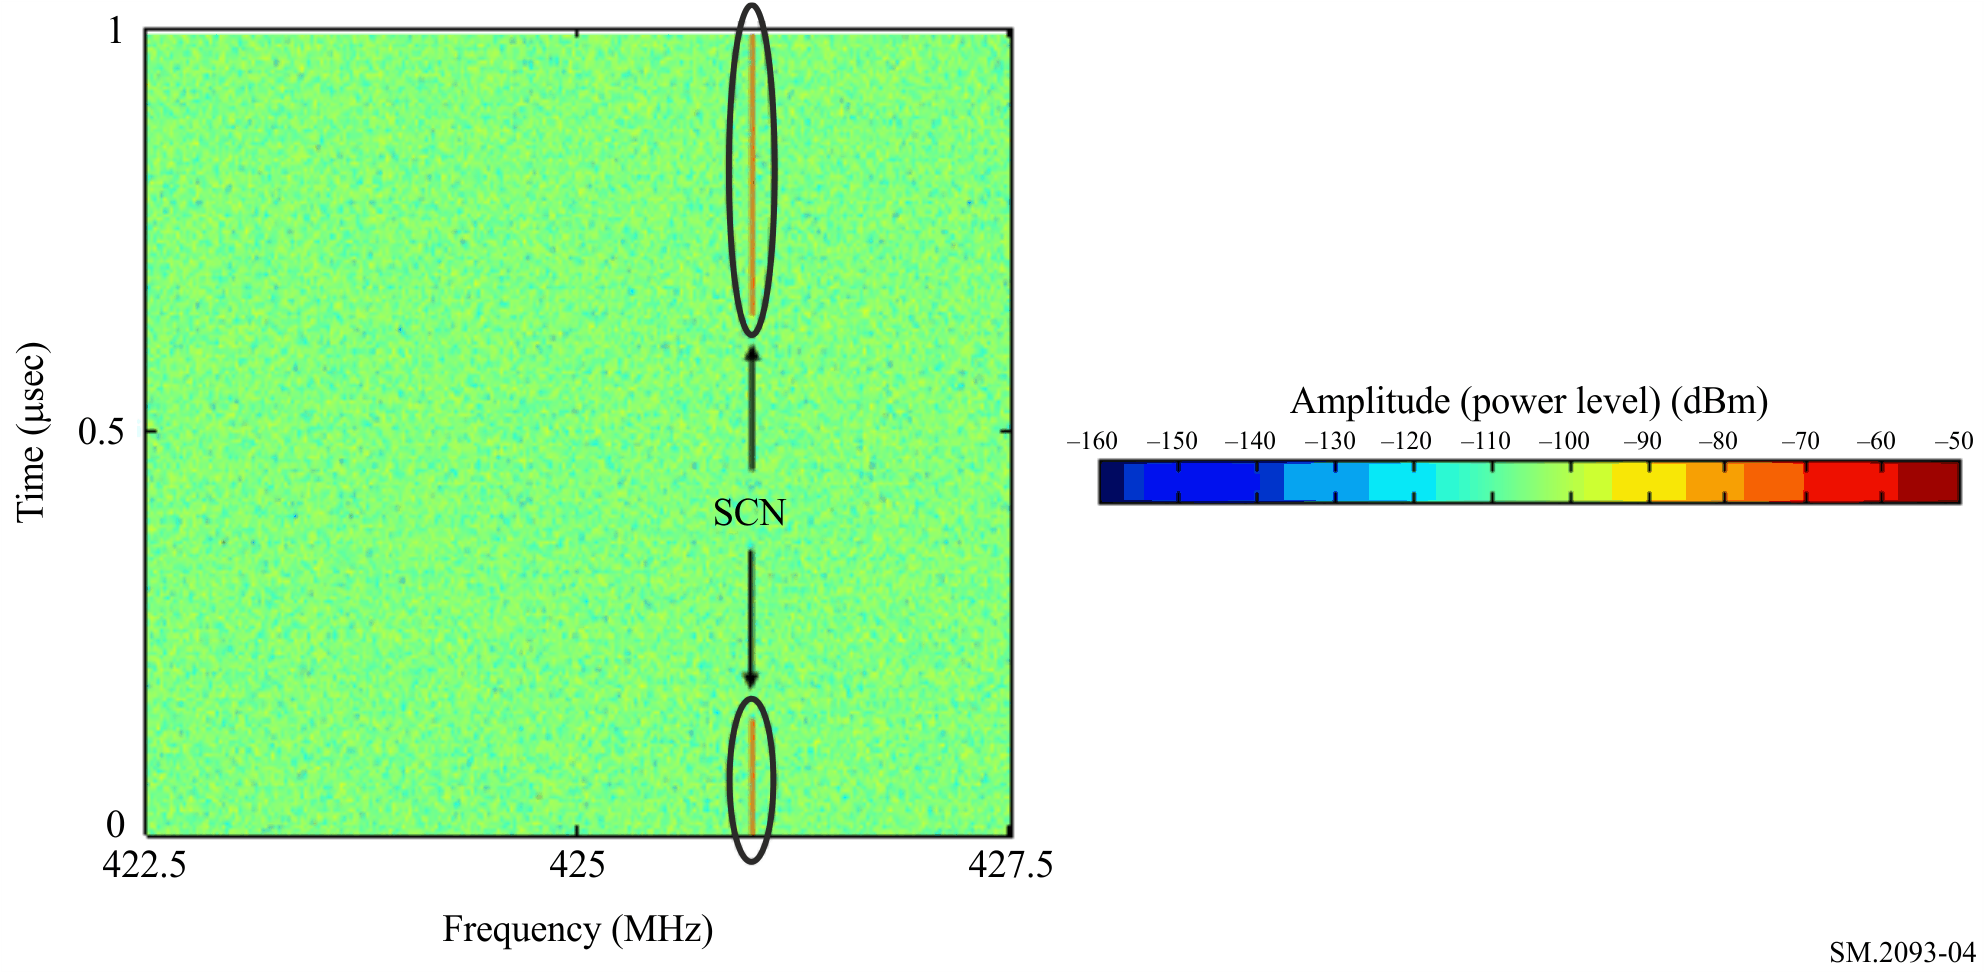 1
0.5
0
Time (µsec)
SCN
422.5 425 427.5
Frequency (MHz)
Amplitude (power level) (dBm)
–160 –150 –140 –130 –120 –110 –100 –90 –80 –70 –60 –50
SM.2093-04